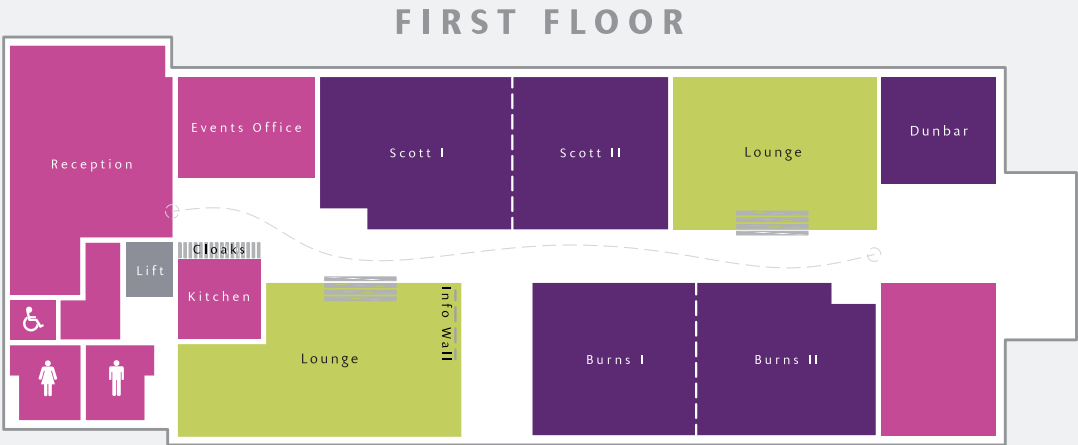 FIRST FLOOR
Reception
Events Office
Scott I
Scott II
Lounge
Dunbar
Cloaks
Lift
Kitchen
Lounge
Info Wall
Burns I
Burns II